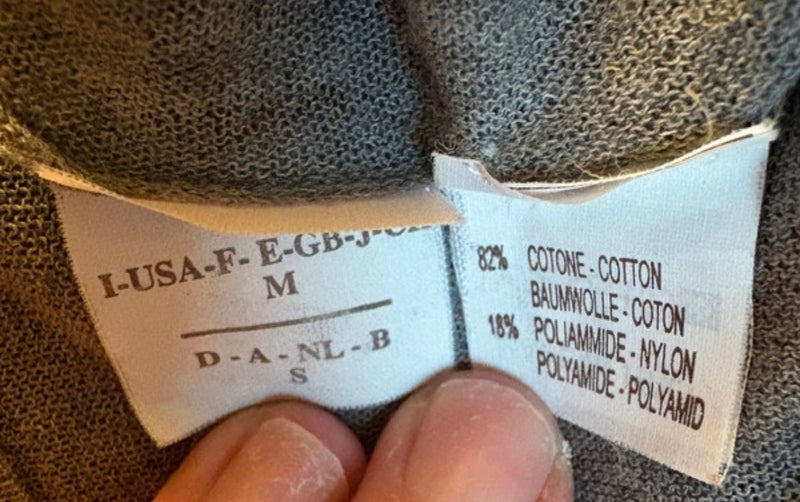 I-USA-F-E-GB-J-
M
D - A - NL - B
S
82% COTONE - COTTON
BAUMWOLLE - COTON
18% POLIAMMIDE - NYLON
POLYAMIDE - POLYAMID